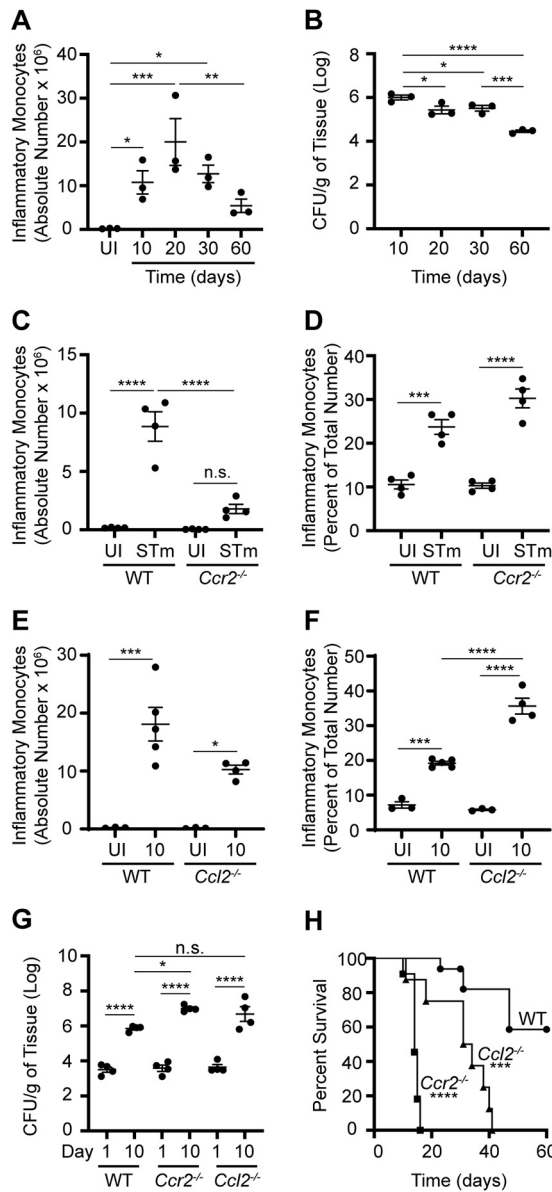 A
Inflammatory Monocytes
(Absolute Number x 10⁶)
40
30
20
10
0
*
***
**
*
UI 10 20 30 60
Time (days)
B
CFU/g of Tissue (Log)
8
6
4
2
0
****
*
*
***
10 20 30 60
Time (days)
C
Inflammatory Monocytes
(Absolute Number x 10⁶)
15
10
5
0
****
****
n.s.
UI STm UI STm
WT Ccr2-/-
D
Inflammatory Monocytes
(Percent of Total Number)
40
30
20
10
0
***
****
UI STm UI STm
WT Ccr2-/-
E
Inflammatory Monocytes
(Absolute Number x 10⁶)
30
20
10
0
***
*
UI 10 UI 10
WT Ccl2-/-
F
Inflammatory Monocytes
(Percent of Total Number)
50
40
30
20
10
0
****
****
***
UI 10 UI 10
WT Ccl2-/-
G
CFU/g of Tissue (Log)
10
8
6
4
2
0
n.s.
*
****
****
****
Day 1 10 1 10 1 10
WT Ccr2-/- Ccl2-/-
H
Percent Survival
100
80
60
40
20
0
WT
Ccl2-/-
***
Ccr2-/-
****
0 20 40 60
Time (days)